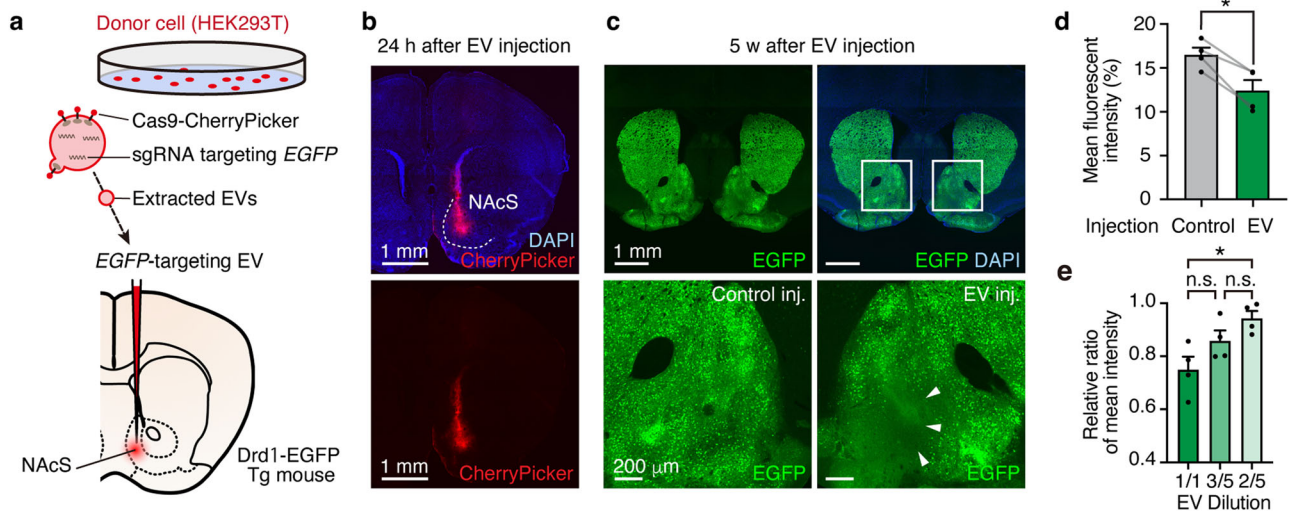 a
Donor cell (HEK293T)
Cas9-CherryPicker
sgRNA targeting EGFP
Extracted EVs
EGFP-targeting EV
NAcS
Drd1-EGFP
Tg mouse
b
24 h after EV injection
NAcS
DAPI
1 mm
CherryPicker
1 mm
CherryPicker
c
5 w after EV injection
1 mm
EGFP
EGFP DAPI
Control inj.
200 μm
EGFP
EV inj.
EGFP
d
*
Mean fluorescent
intensity (%)
20
15
10
5
0
Injection
Control
EV
e
*
n.s.
n.s.
Relative ratio
of mean intensity
1.0
0.8
0.6
0.4
1/1
3/5
2/5
EV Dilution